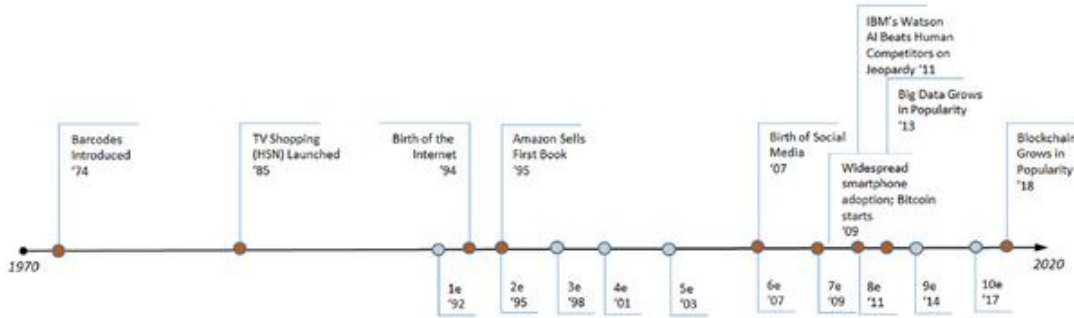 IBM's Watson
AI Beats Human
Competitors on
Jeopardy '11
Big Data Grows
in Popularity
'13
Barcodes
Introduced
'74
TV Shopping
(HSN) Launched
'85
Birth of the
Internet
'94
Amazon Sells
First Book
'95
Birth of Social
Media
'07
Widespread
smartphone
adoption; Bitcoin
starts
'09
Blockchain
Grows in
Popularity
'18
1970
2020
1e
'92
2e
'95
3e
'98
4e
'01
5e
'03
6e
'07
7e
'09
8e
'11
9e
'14
10e
'17